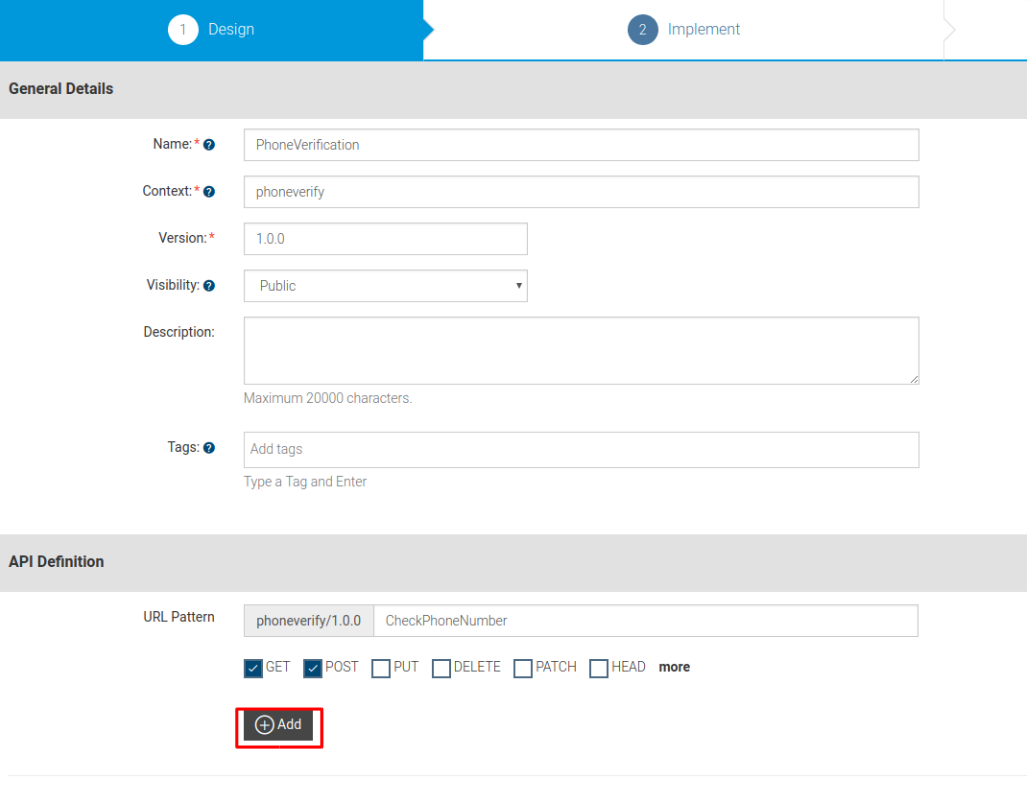 1 Design
2 Implement
General Details
Name:* ?
PhoneVerification
Context:* ?
phoneverify
Version:*
1.0.0
Visibility: ?
Public
Description:
Maximum 20000 characters.
Tags: ?
Add tags
Type a Tag and Enter
API Definition
URL Pattern
phoneverify/1.0.0
CheckPhoneNumber
GET POST PUT DELETE PATCH HEAD more
Add